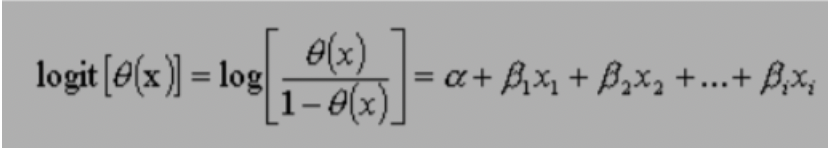 logit[θ(x)] = log[θ(x) / 1 − θ(x)] = α + β₁x₁ + β₂x₂ + ... + βᵢxᵢ